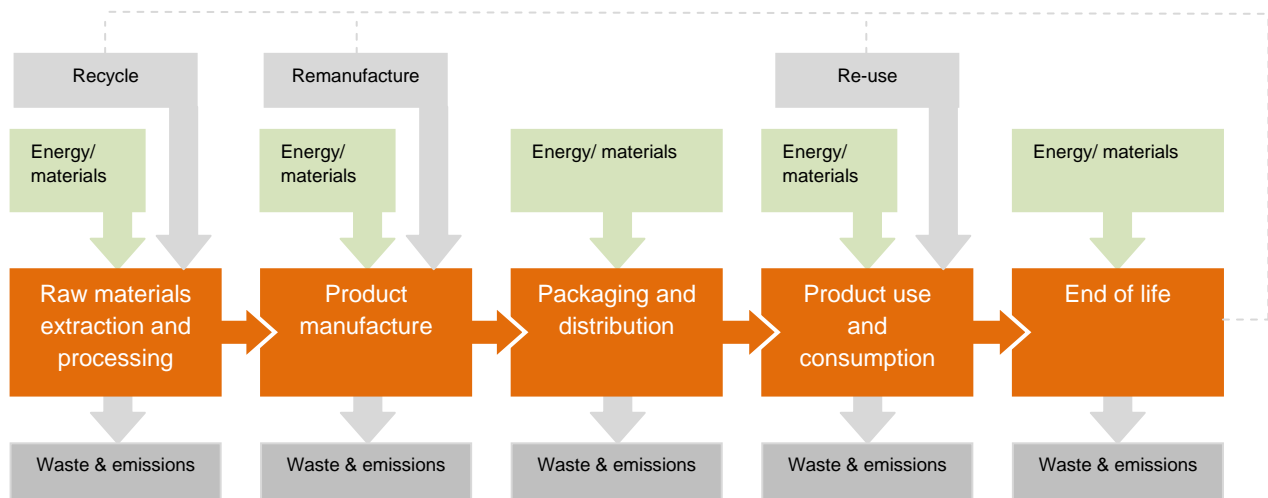 Recycle
Remanufacture
Re-use
Energy/
materials
Energy/
materials
Energy/ materials
Energy/
materials
Energy/ materials
Raw materials
extraction and
processing
Product
manufacture
Packaging and
distribution
Product use
and
consumption
End of life
Waste & emissions
Waste & emissions
Waste & emissions
Waste & emissions
Waste & emissions